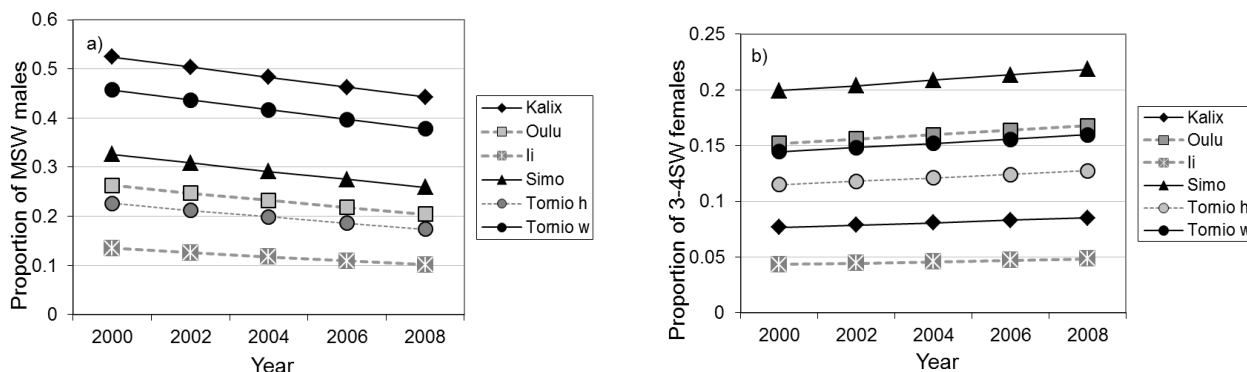 a)
Proportion of MSW males
0.6
0.5
0.4
0.3
0.2
0.1
0
2000 2002 2004 2006 2008
Year
Kalix
Oulu
Ii
Simo
Tornio h
Tornio w
b)
Proportion of 3-4SW females
0.25
0.2
0.15
0.1
0.05
0
2000 2002 2004 2006 2008
Year
Kalix
Oulu
Ii
Simo
Tornio h
Tornio w